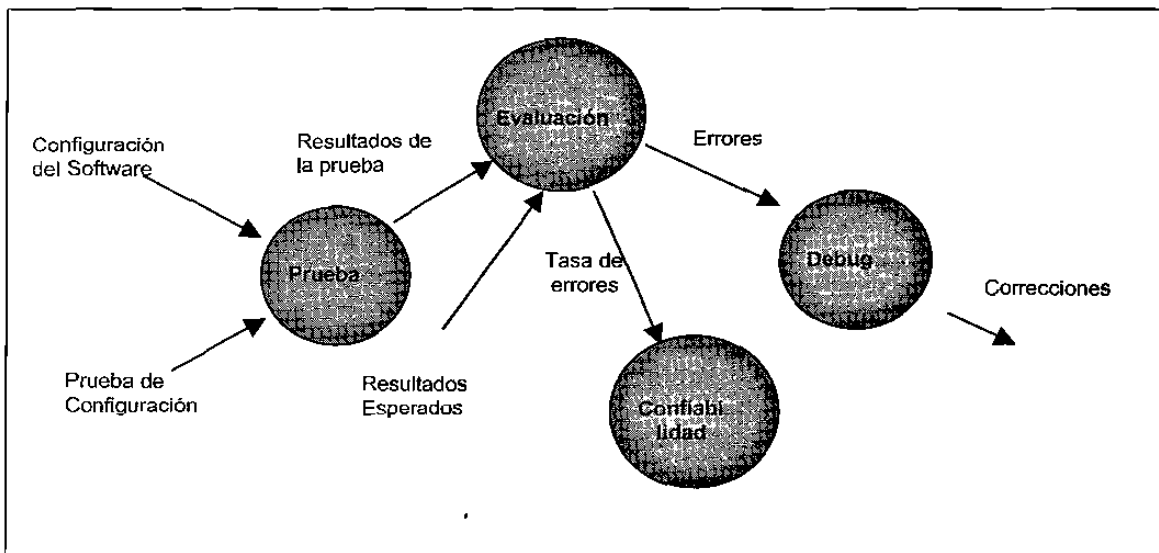 Evaluación
Configuración
del Software
Resultados de
la prueba
Errores
Prueba
Tasa de
errores
Debug
Correcciones
Prueba de
Configuración
Resultados
Esperados
Confiabi
lidad